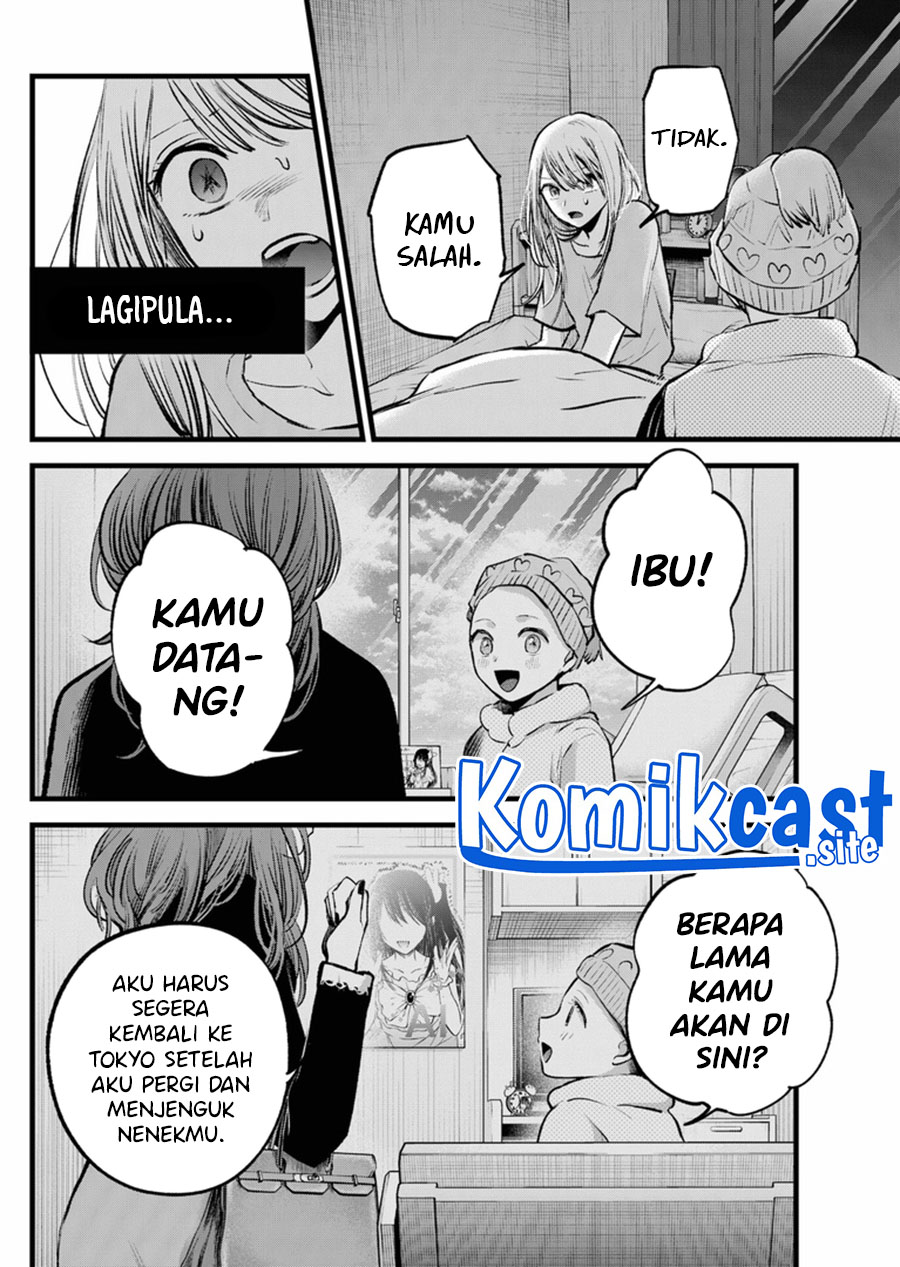 TIDAK.
KAMU
SALAH.
LAGIPULA...
IBU!
KAMU
DATA-
NG!
Komikcast
.site
BERAPA
LAMA
KAMU
AKAN DI
SINI?
AI
AKU HARUS
SEGERA
KEMBALI KE
TOKYO SETELAH
AKU PERGI DAN
MENJENGUK
NENEKMU.